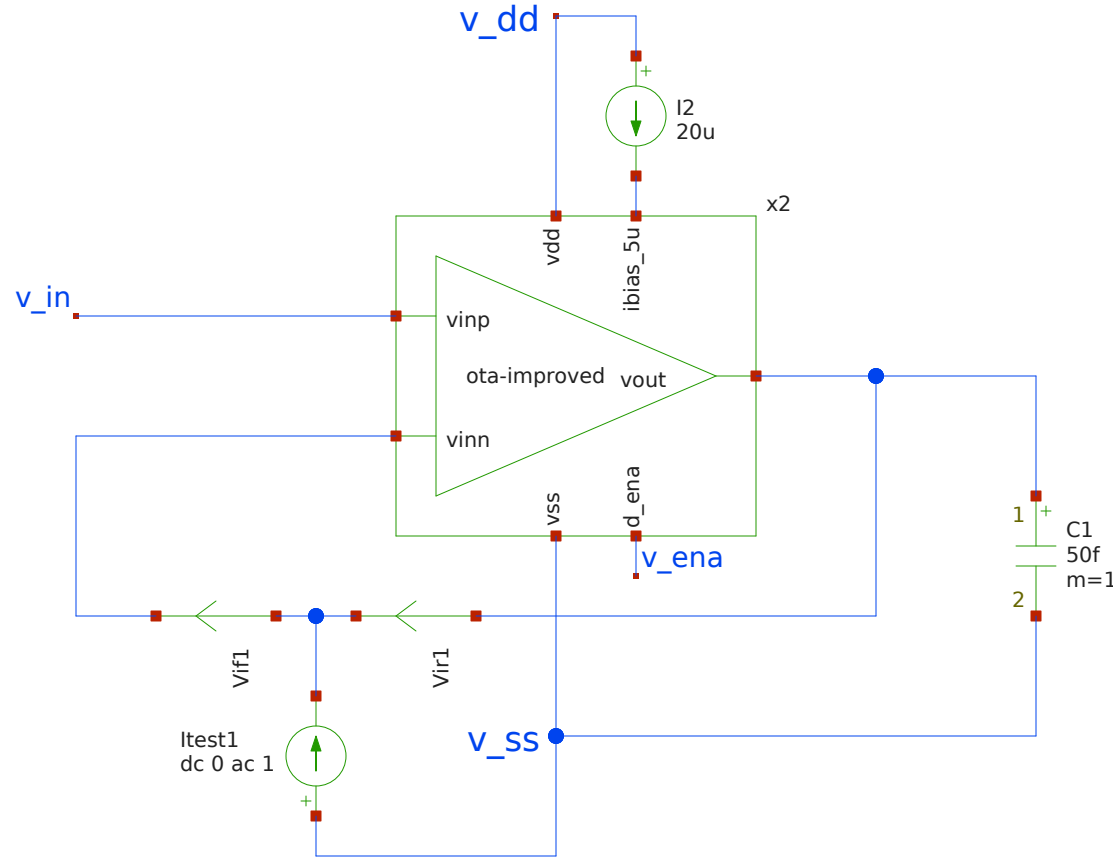 v_dd
+
I2
20u
x2
vdd
ibias_5u
v_in
vinp
ota-improved
vout
vinn
vss
d_ena
v_ena
1
+
C1
50f
m=1
2
Vif1
Vir1
Itest1
dc 0 ac 1
v_ss
+